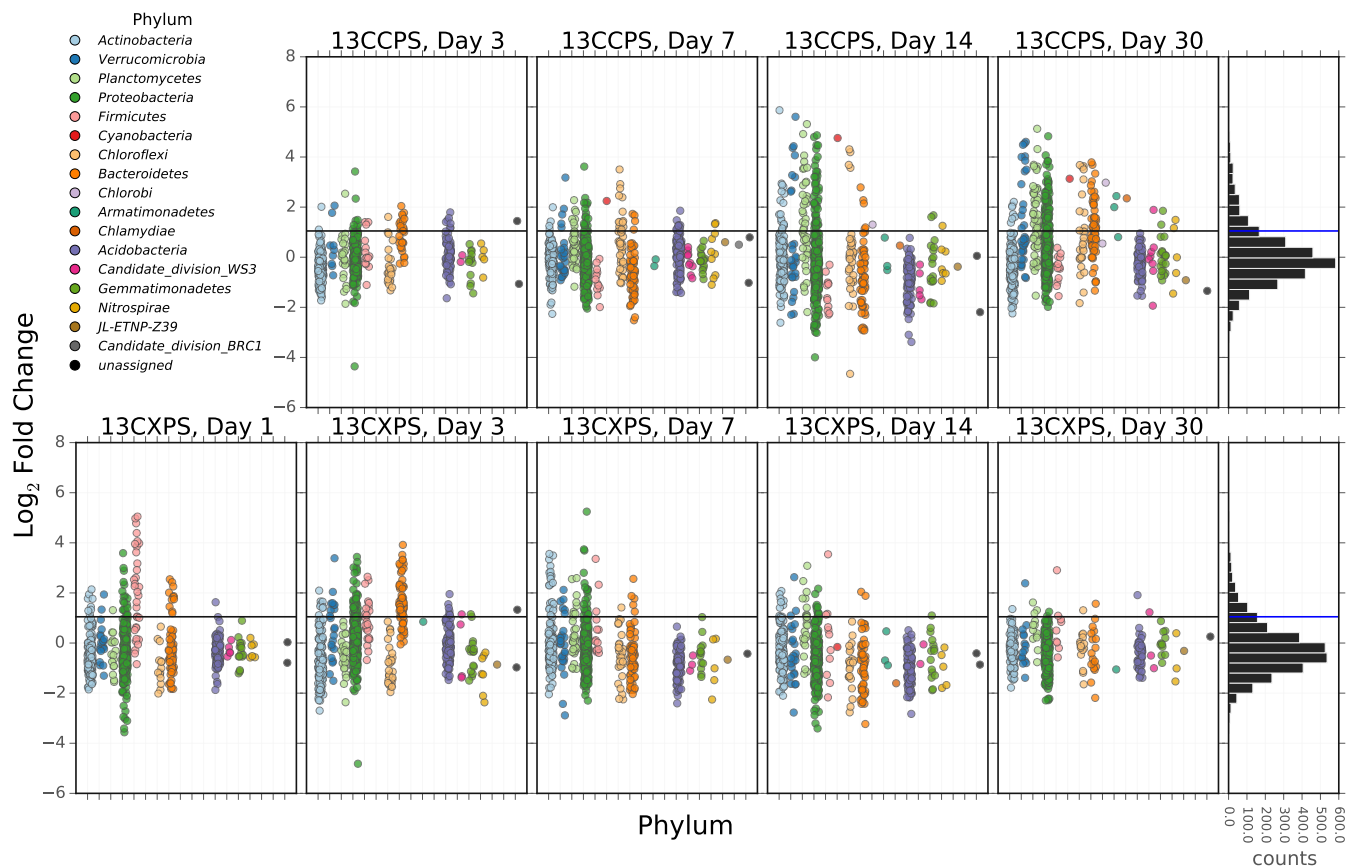 Phylum
Actinobacteria
Verrucomicrobia
Planctomycetes
Proteobacteria
Firmicutes
Cyanobacteria
Chloroflexi
Bacteroidetes
Chlorobi
Armatimonadetes
Chlamydiae
Acidobacteria
Candidate_division_WS3
Gemmatimonadetes
Nitrospirae
JL-ETNP-Z39
Candidate_division_BRC1
unassigned
Log2 Fold Change
13CCPS, Day 3
13CCPS, Day 7
13CCPS, Day 14
13CCPS, Day 30
8
6
4
2
0
−2
−4
−6
13CXPS, Day 1
13CXPS, Day 3
13CXPS, Day 7
13CXPS, Day 14
13CXPS, Day 30
8
6
4
2
0
−2
−4
−6
0.0
100.0
200.0
300.0
400.0
500.0
600.0
Phylum
counts